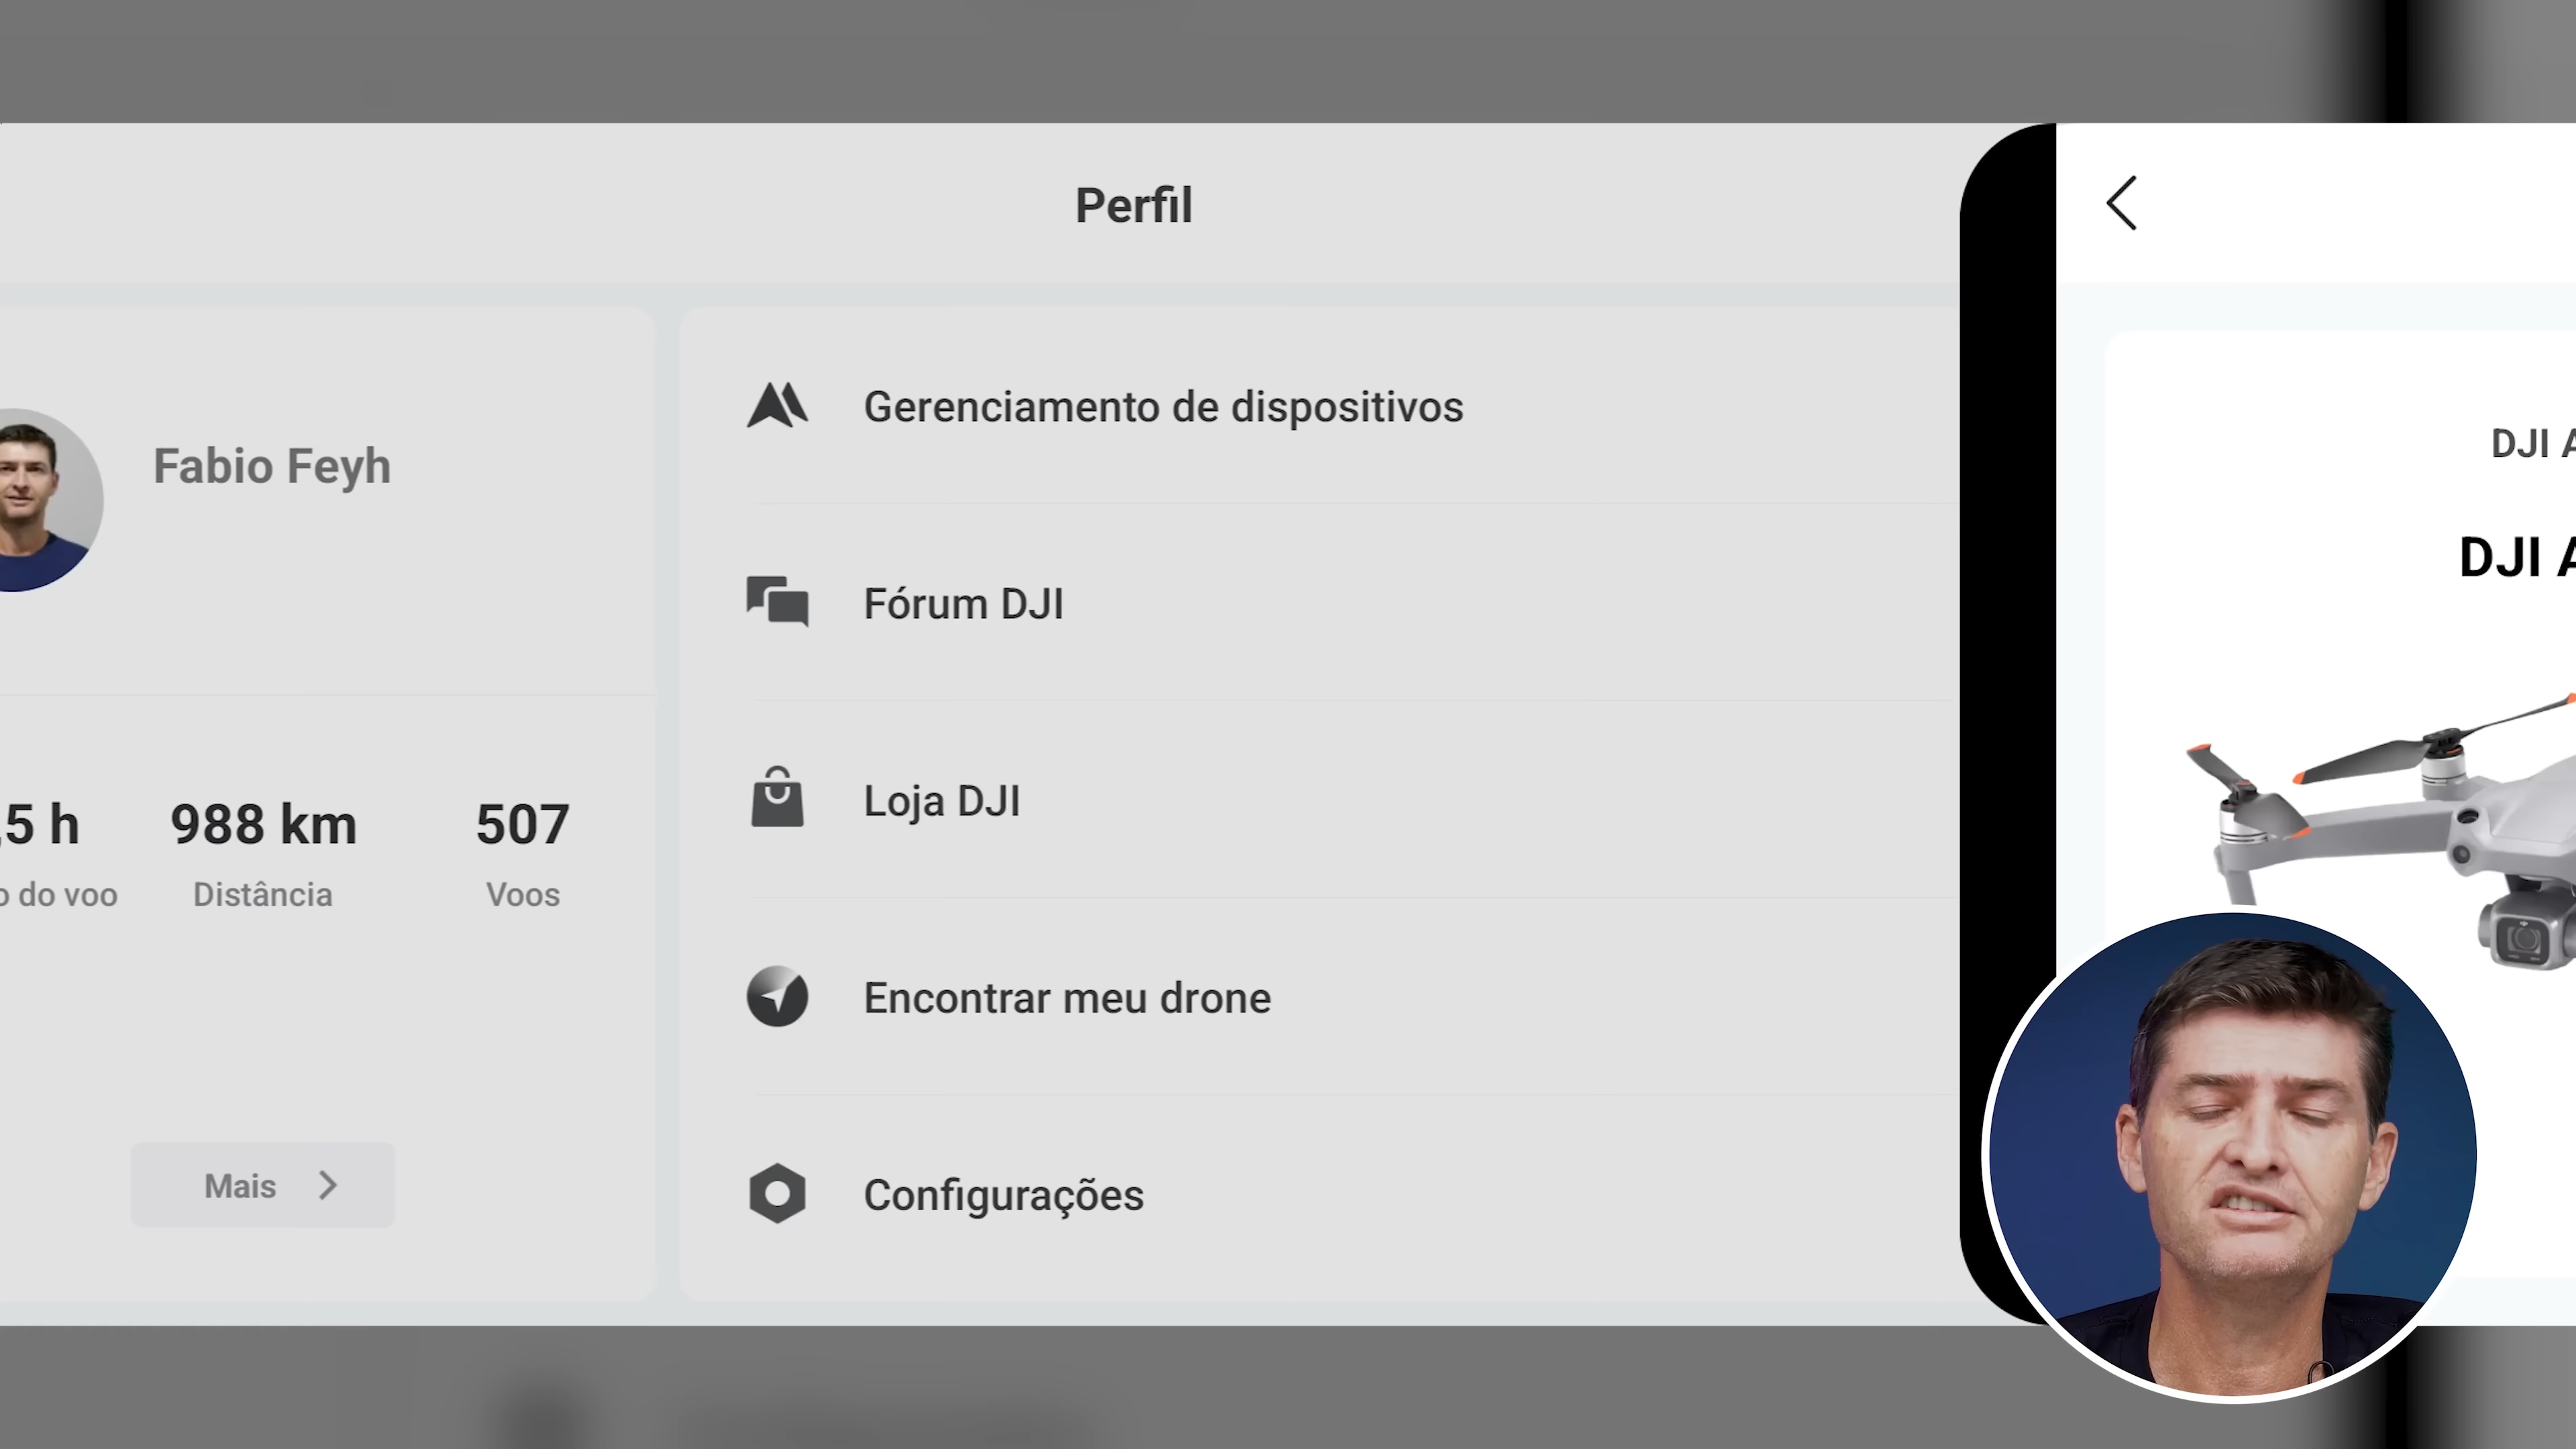 Perfil
Fabio Feyh
,5 h
988 km
507
o do voo
Distância
Voos
Mais
Gerenciamento de dispositivos
Fórum DJI
Loja DJI
Encontrar meu drone
Configurações
DJI A
DJI A